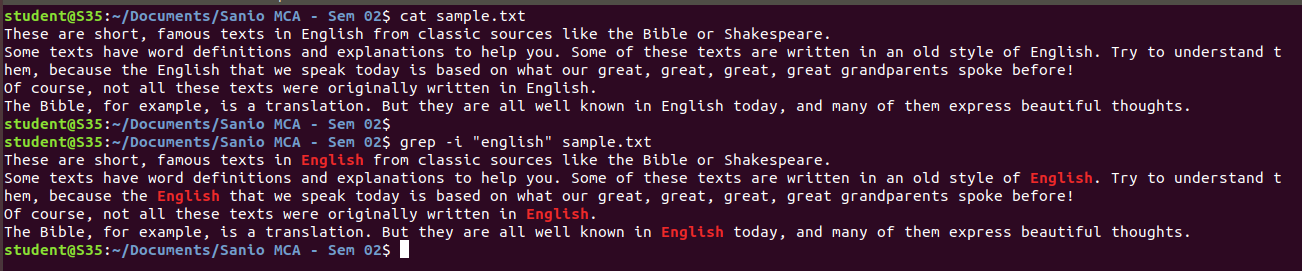 student@S35:~/Documents/Sanio MCA - Sem 02$ cat sample.txt
These are short, famous texts in English from classic sources like the Bible or Shakespeare.
Some texts have word definitions and explanations to help you. Some of these texts are written in an old style of English. Try to understand t
hem, because the English that we speak today is based on what our great, great, great, great grandparents spoke before!
Of course, not all these texts were originally written in English.
The Bible, for example, is a translation. But they are all well known in English today, and many of them express beautiful thoughts.
student@S35:~/Documents/Sanio MCA - Sem 02$
student@S35:~/Documents/Sanio MCA - Sem 02$ grep -i "english" sample.txt
These are short, famous texts in English from classic sources like the Bible or Shakespeare.
Some texts have word definitions and explanations to help you. Some of these texts are written in an old style of English. Try to understand t
hem, because the English that we speak today is based on what our great, great, great, great grandparents spoke before!
Of course, not all these texts were originally written in English.
The Bible, for example, is a translation. But they are all well known in English today, and many of them express beautiful thoughts.
student@S35:~/Documents/Sanio MCA - Sem 02$